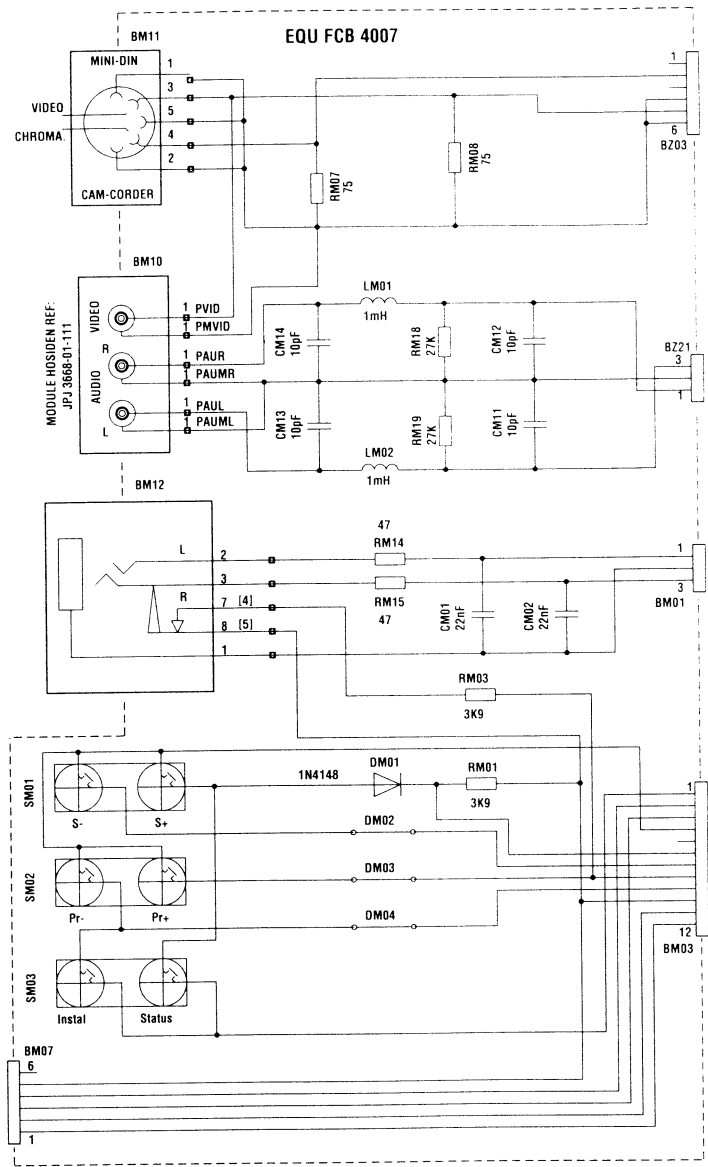 EQU FCB 4007
BM11
MINI-DIN
1
3
5
4
2
VIDEO
CHROMA.
CAM-CORDER
RM07
75
RM08
75
1
6
BZ03
BM10
MODULE HOSIDEN REF:
JPJ 3668-01-111
VIDEO
R
AUDIO
L
1 PVID
1 PMVID
1 PAUR
1 PAUMR
1 PAUL
1 PAUML
CM14
10pF
CM13
10pF
LM01
1mH
RM18
27K
RM19
27K
LM02
1mH
CM12
10pF
CM11
10pF
BZ21
3
1
BM12
L
R
2
3
7 [4]
8 [5]
1
47
RM14
RM15
47
CM01
22nF
CM02
22nF
1
3
BM01
RM03
3K9
SM01
S-
S+
1N4148
DM01
RM01
3K9
DM02
SM02
Pr-
Pr+
DM03
DM04
SM03
Instal
Status
1
12
BM03
BM07
6
1